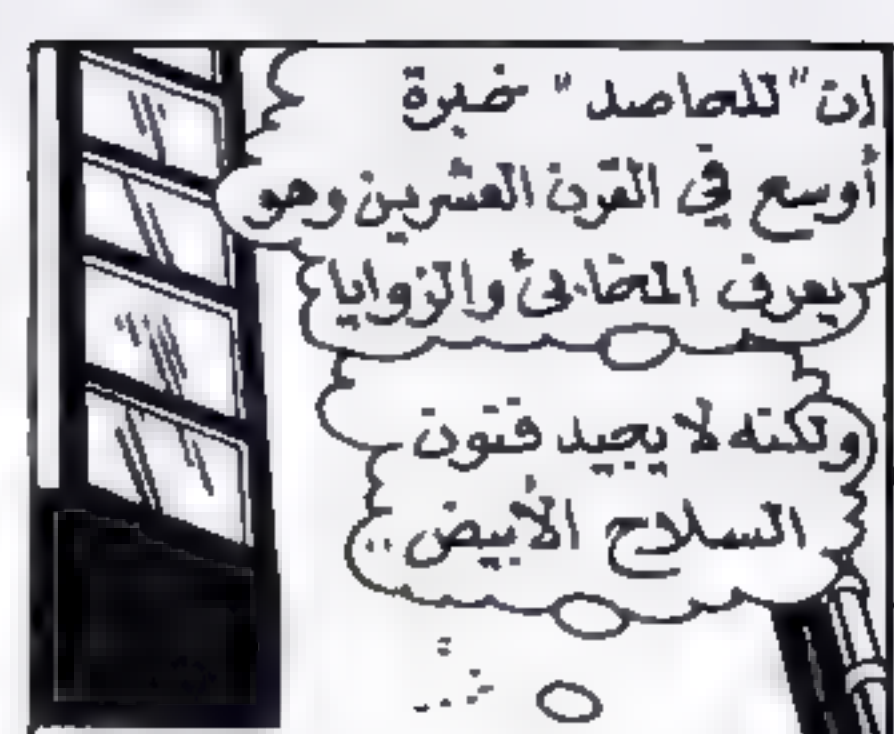 إن "للحاصد" خبرة
أوسع في القرن العشرين وهو
يعرف المخابئ والزوايا
ولكنه لا يجيد فنون
السلاح الأبيض ..